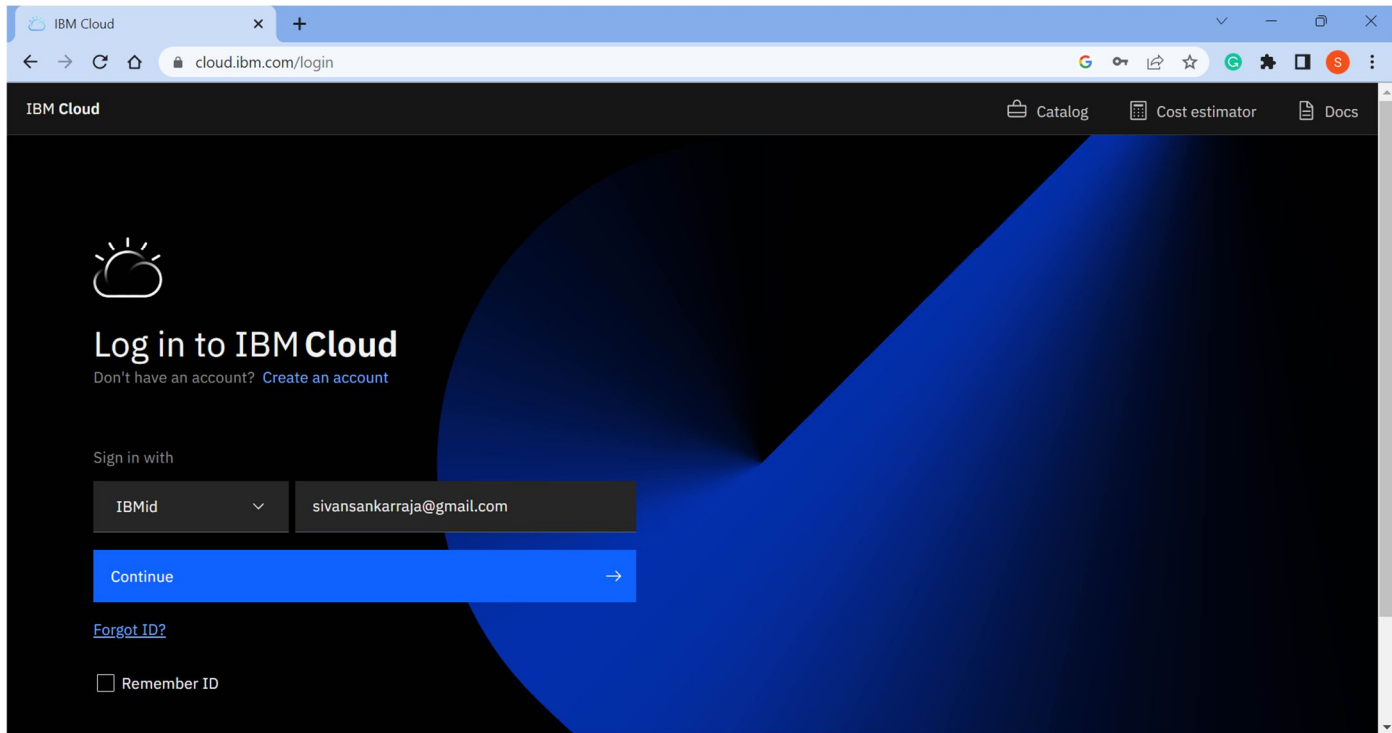 IBM Cloud
cloud.ibm.com/login
G S
IBM Cloud Catalog Cost estimator Docs
Log in to IBM Cloud
Don't have an account? Create an account
Sign in with
IBMid sivansankarraja@gmail.com
Continue
Forgot ID?
Remember ID